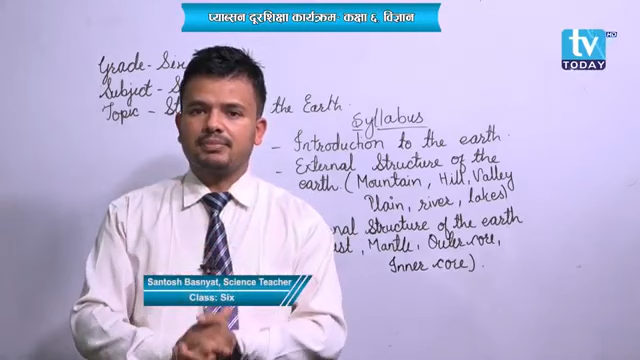 प्याब्सन दूरशिक्षा कार्यक्रम कक्षा ६ विज्ञान
tv HD
TODAY
Grade - Six
Subject - S
Topic - St the Earth.
Syllabus
- Introduction to the earth.
- External Structure of the
earth. (Mountain, Hill, Valley
Plain, river, lakes)
nal Structure of the earth
ust, Mantle, Outer core,
Inner core).
Santosh Basnyat, Science Teacher
Class: Six